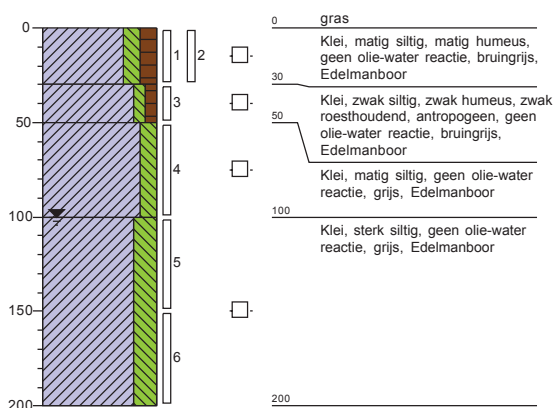 0
50
100
150
200
1
2
3
4
5
6
0
gras
Klei, matig siltig, matig humeus,
geen olie-water reactie, bruingrijs,
Edelmanboor
30
Klei, zwak siltig, zwak humeus, zwak
roesthoudend, antropogeen, geen
olie-water reactie, bruingrijs,
Edelmanboor
50
Klei, matig siltig, geen olie-water
reactie, grijs, Edelmanboor
100
Klei, sterk siltig, geen olie-water
reactie, grijs, Edelmanboor
200